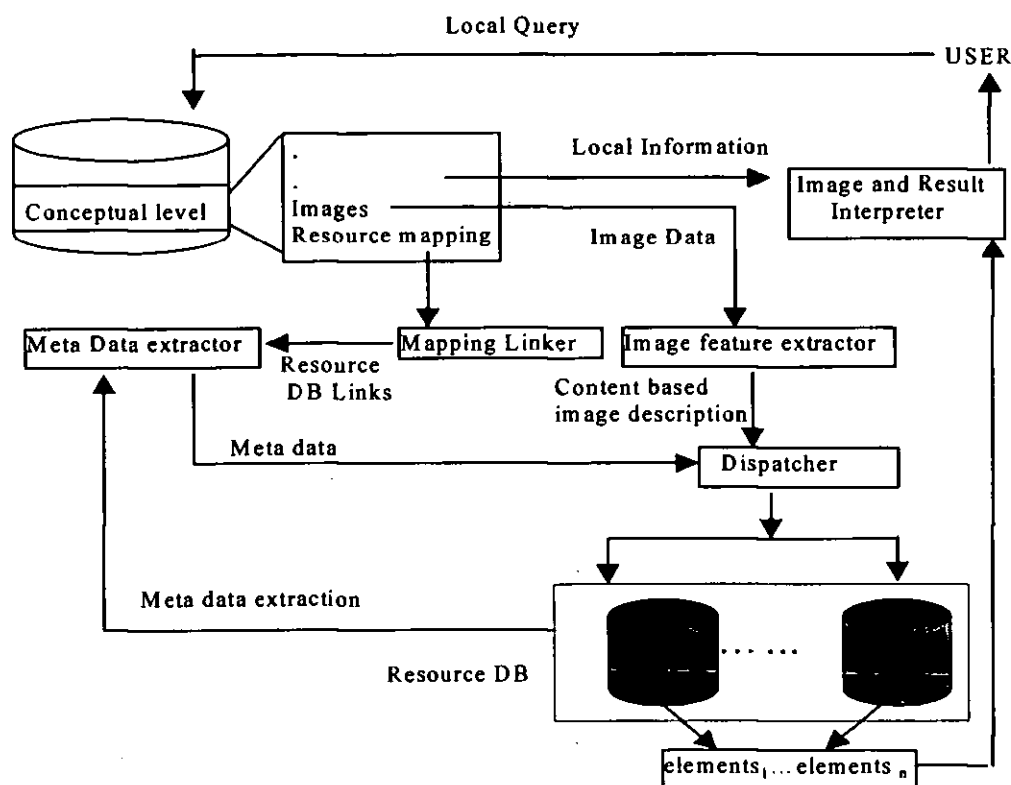 Local Query
USER
Conceptual level
.
.
Images
Resource mapping
Local Information
Image and Result
Interpreter
Image Data
Meta Data extractor
Mapping Linker
Image feature extractor
Resource
DB Links
Content based
image description
Meta data
Dispatcher
Meta data extraction
..... ...
Resource DB
elements₁ ... elements ₙ